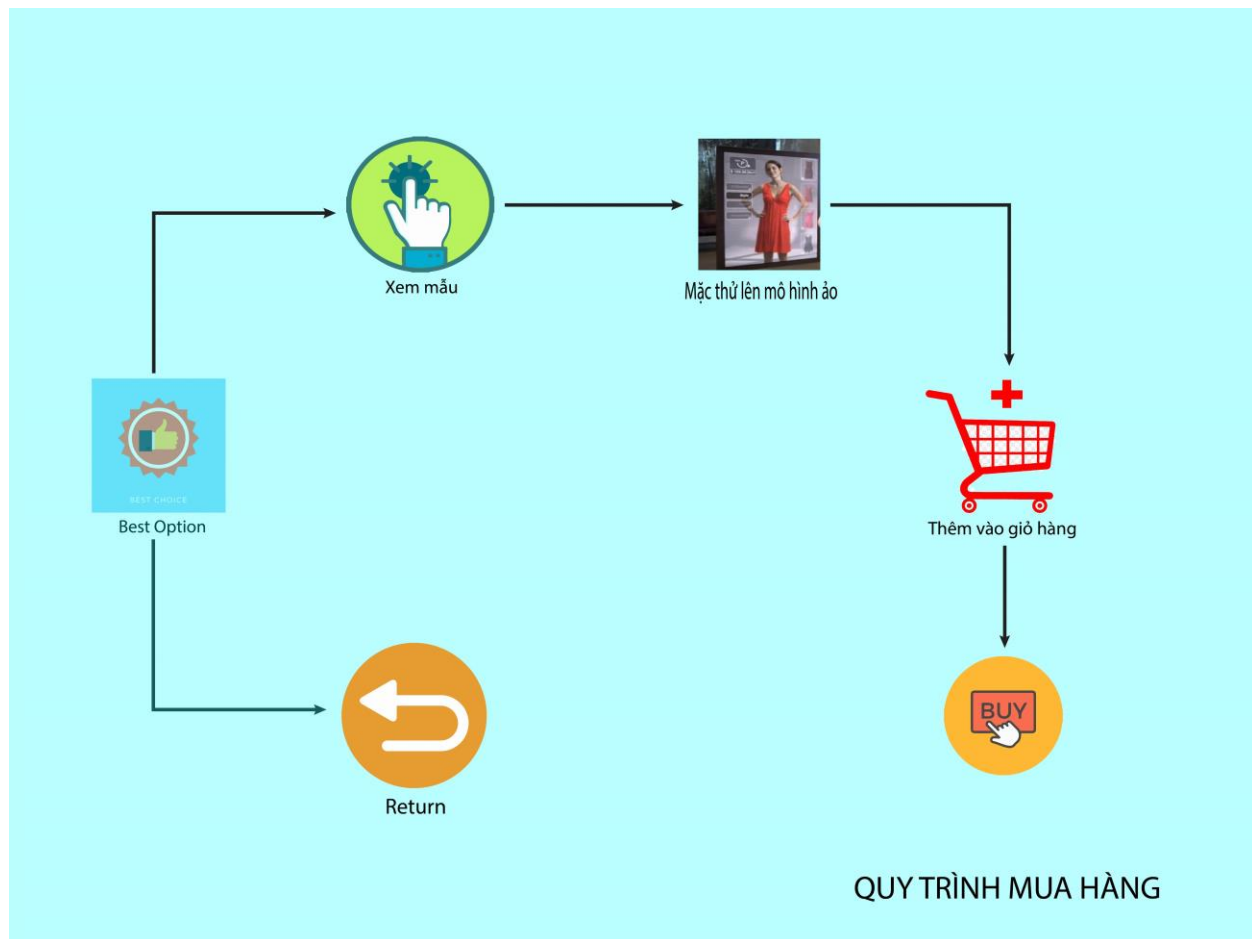 Xem mẫu
Mặc thử lên mô hình ảo
BEST CHOICE
Best Option
Thêm vào giỏ hàng
BUY
Return
QUY TRÌNH MUA HÀNG